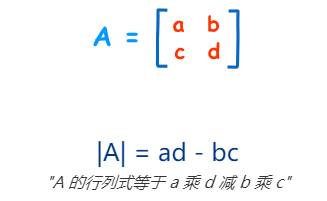 A = [ a b
c d ]
|A| = ad - bc
"A 的行列式等于 a 乘 d 减 b 乘 c"